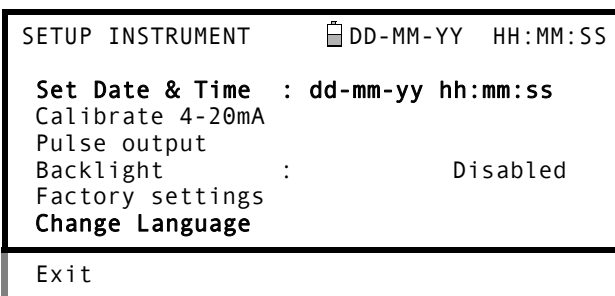 SETUP INSTRUMENT DD-MM-YY HH:MM:SS
Set Date & Time : dd-mm-yy hh:mm:ss
Calibrate 4-20mA
Pulse output
Backlight : Disabled
Factory settings
Change Language
Exit